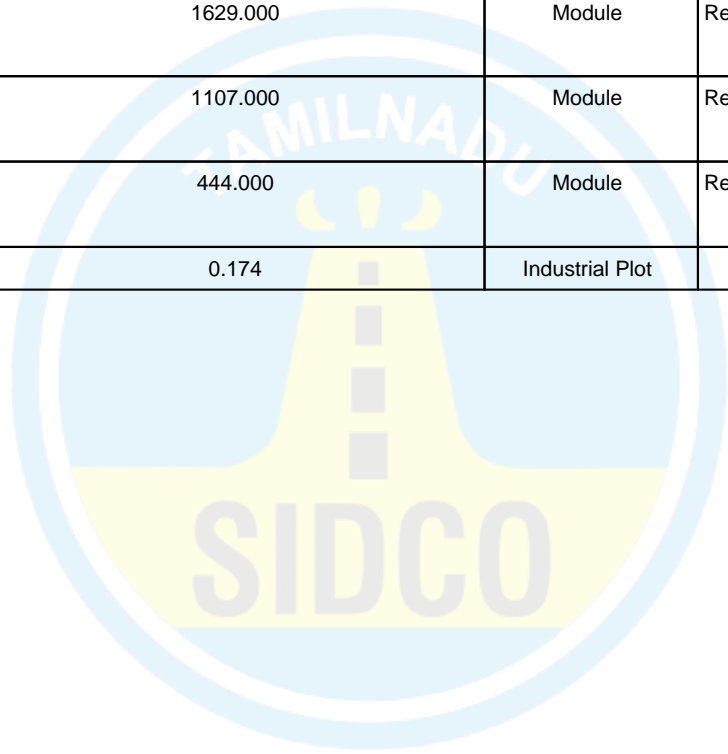 1629.000 Module Re
1107.000 Module Re
444.000 Module Re
0.174 Industrial Plot
TAMILNADU
SIDCO